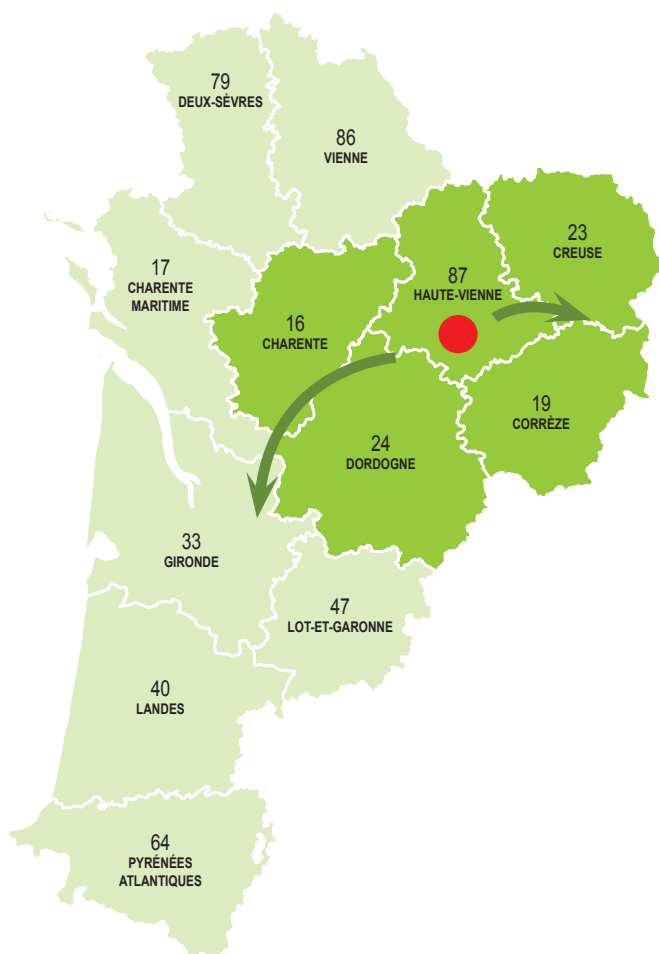 79
DEUX-SÈVRES
86
VIENNE
17
CHARENTE
MARITIME
16
CHARENTE
87
HAUTE-VIENNE
23
CREUSE
19
CORRÈZE
24
DORDOGNE
33
GIRONDE
47
LOT-ET-GARONNE
40
LANDES
64
PYRÉNÉES
ATLANTIQUES